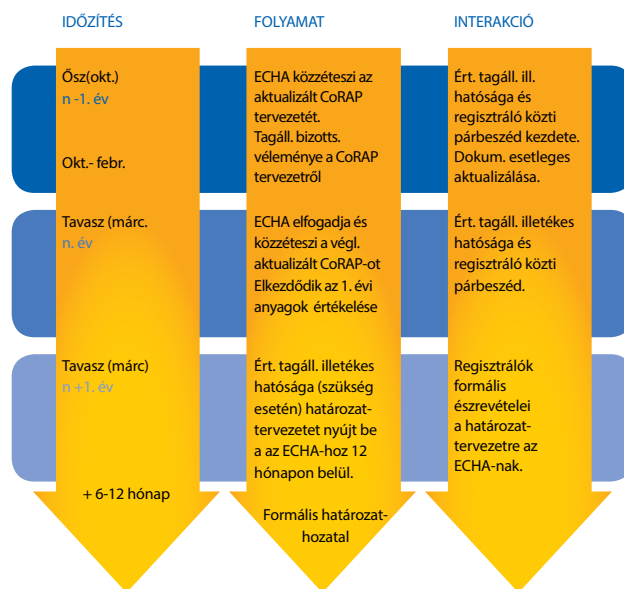 IDŐZÍTÉS
FOLYAMAT
INTERAKCIÓ
Ősz(okt.)
n -1. év
Okt.- febr.
ECHA közzéteszi az
aktualizált CoRAP
tervezetét.
Tagáll. bizotts.
véleménye a CoRAP
tervezetről
Ért. tagáll. ill.
hatósága és
regisztráló közti
párbeszéd kezdete.
Dokum. esetleges
aktualizálása.
Tavasz (márc.
n. év
ECHA elfogadja és
közzéteszi a végl.
aktualizált CoRAP-ot
Elkezdődik az 1. évi
anyagok értékelése
Ért. tagáll. illetékes
hatósága és
regisztráló közti
párbeszéd.
Tavasz (márc)
n +1. év
+ 6-12 hónap
Ért. tagáll. illetékes
hatósága (szükség
esetén) határozat-
tervezetet nyújt be
a az ECHA-hoz 12
hónapon belül.
Formális határozat-
hozatal
Regisztrálók
formális
észrevételei
a határozat-
tervezetre az
ECHA-nak.